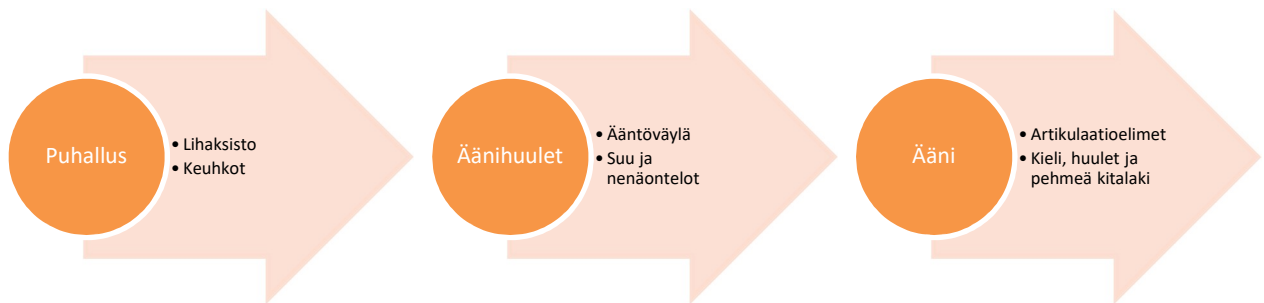 Puhallus
• Lihaksisto
• Keuhkot
Äänihuulet
• Ääntöväylä
• Suu ja
nenäontelot
Ääni
• Artikulaatioelimet
• Kieli, huulet ja
pehmeä kitalaki